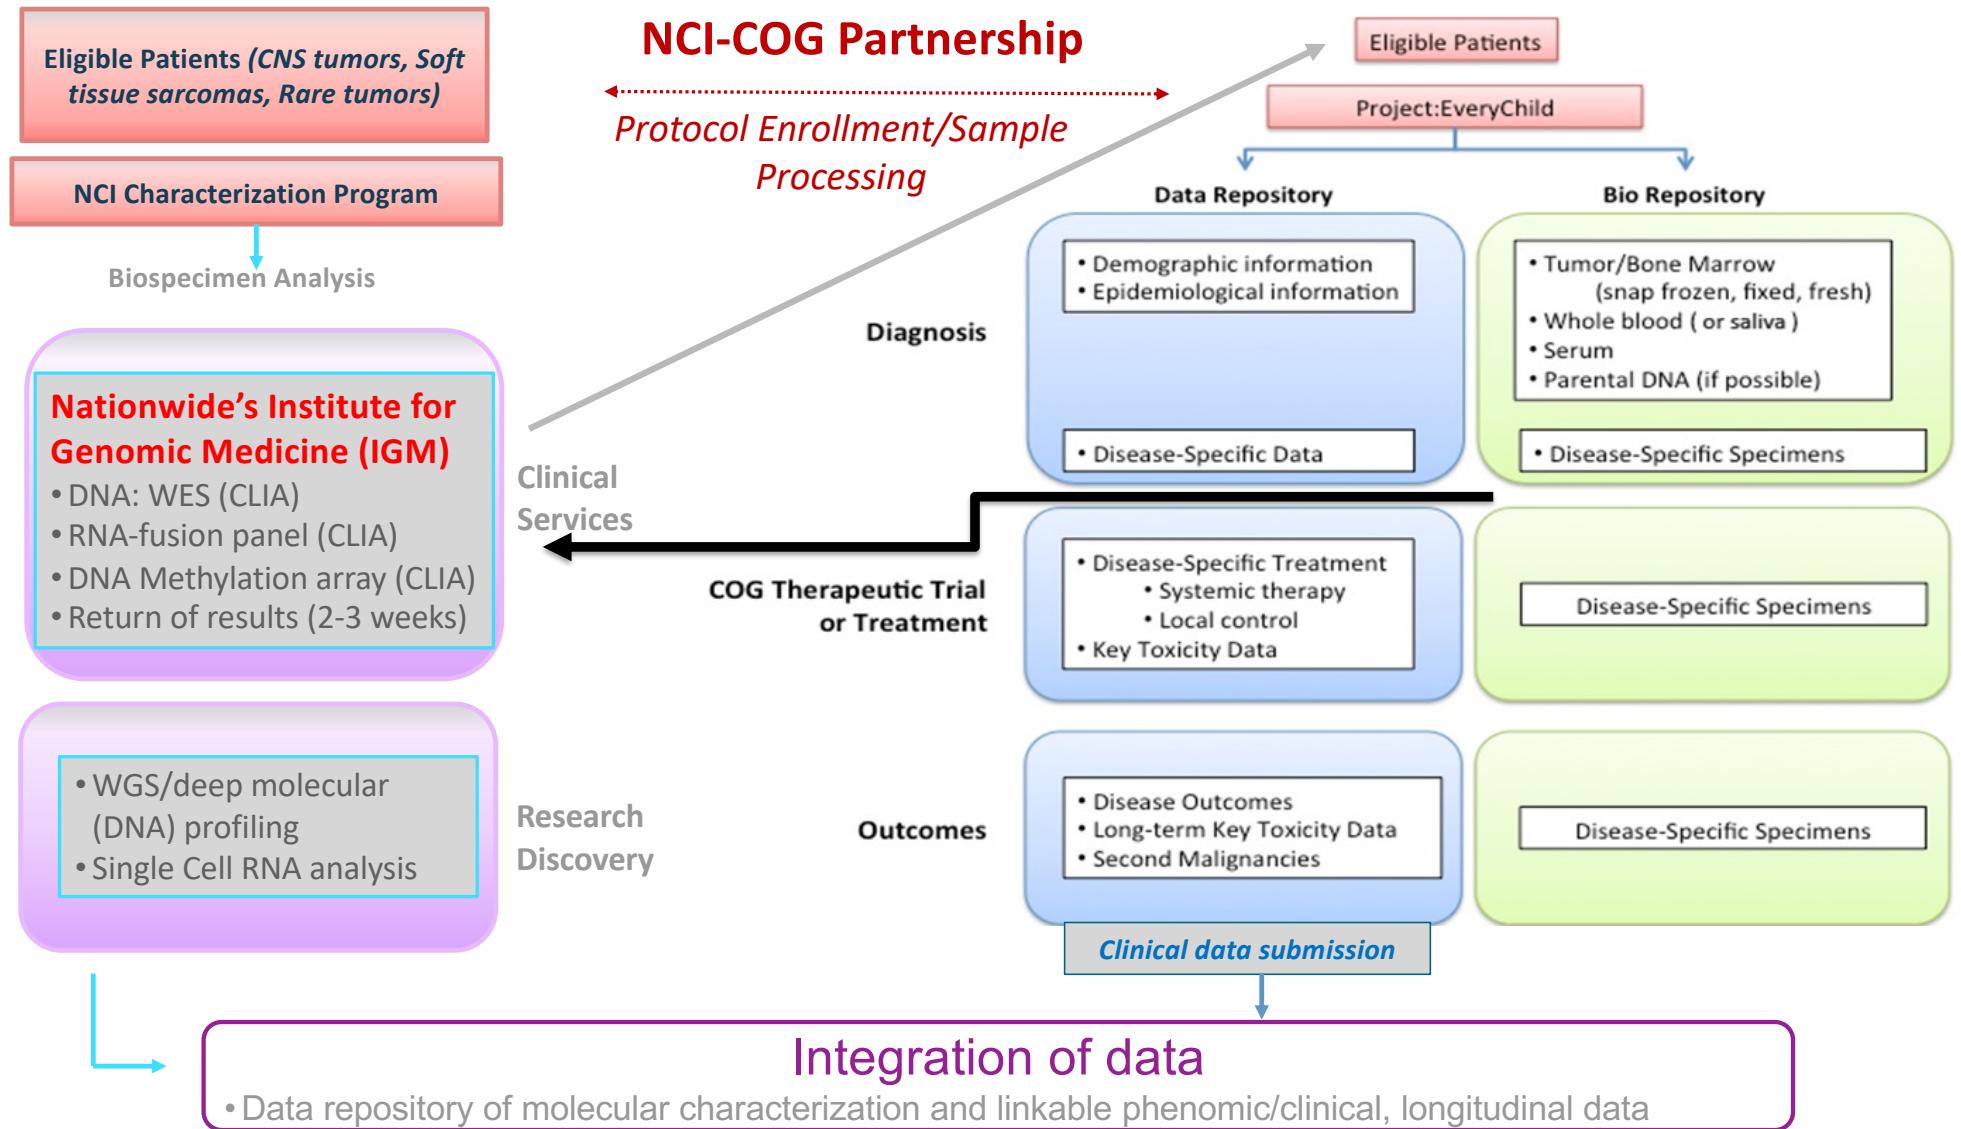 Eligible Patients (CNS tumors, Soft
tissue sarcomas, Rare tumors)
NCI Characterization Program
Biospecimen Analysis
Nationwide’s Institute for
Genomic Medicine (IGM)
• DNA: WES (CLIA)
• RNA-fusion panel (CLIA)
• DNA Methylation array (CLIA)
• Return of results (2-3 weeks)
Clinical
Services
• WGS/deep molecular
(DNA) profiling
• Single Cell RNA analysis
Research
Discovery
NCI-COG Partnership
Protocol Enrollment/Sample
Processing
Eligible Patients
Project:EveryChild
Data Repository
Bio Repository
Diagnosis
• Demographic information
• Epidemiological information
• Disease-Specific Data
• Tumor/Bone Marrow
(snap frozen, fixed, fresh)
• Whole blood ( or saliva )
• Serum
• Parental DNA (if possible)
• Disease-Specific Specimens
COG Therapeutic Trial
or Treatment
• Disease-Specific Treatment
• Systemic therapy
• Local control
• Key Toxicity Data
Disease-Specific Specimens
Outcomes
• Disease Outcomes
• Long-term Key Toxicity Data
• Second Malignancies
Disease-Specific Specimens
Clinical data submission
Integration of data
• Data repository of molecular characterization and linkable phenomic/clinical, longitudinal data